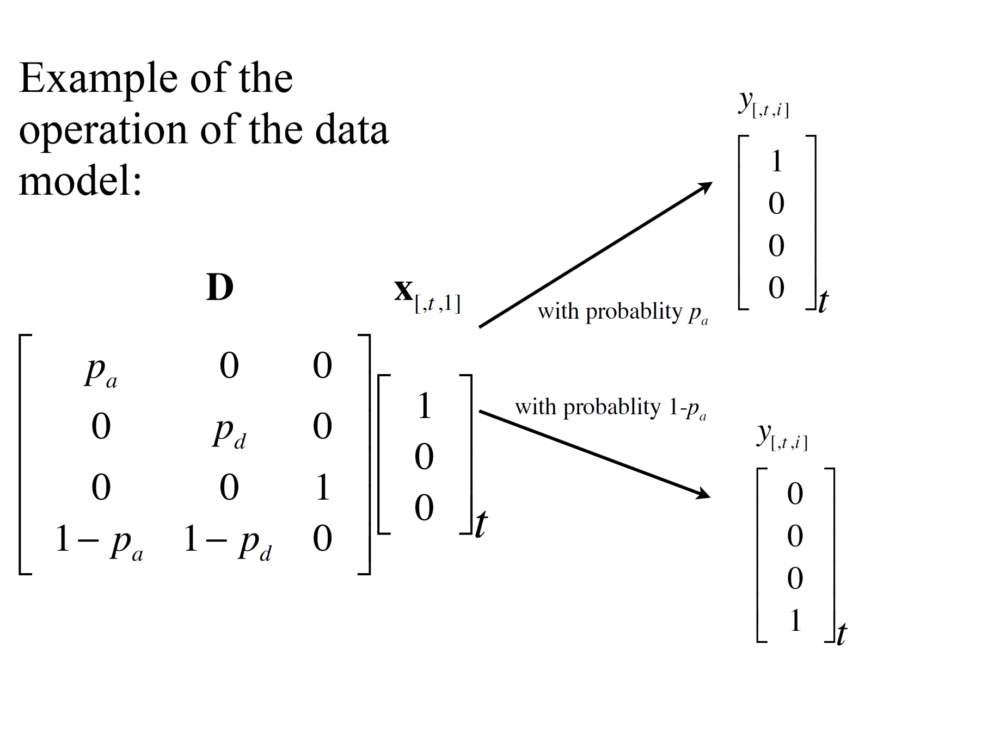 Example of the
operation of the data
model:
y[,t,i]
1
0
0
0
t
with probablity pa
D
x[,t,1]
pa 0 0
0 pd 0
0 0 1
1− pa 1− pd 0
1
0
0
t
with probablity 1-pa
y[,t,i]
0
0
0
1
t